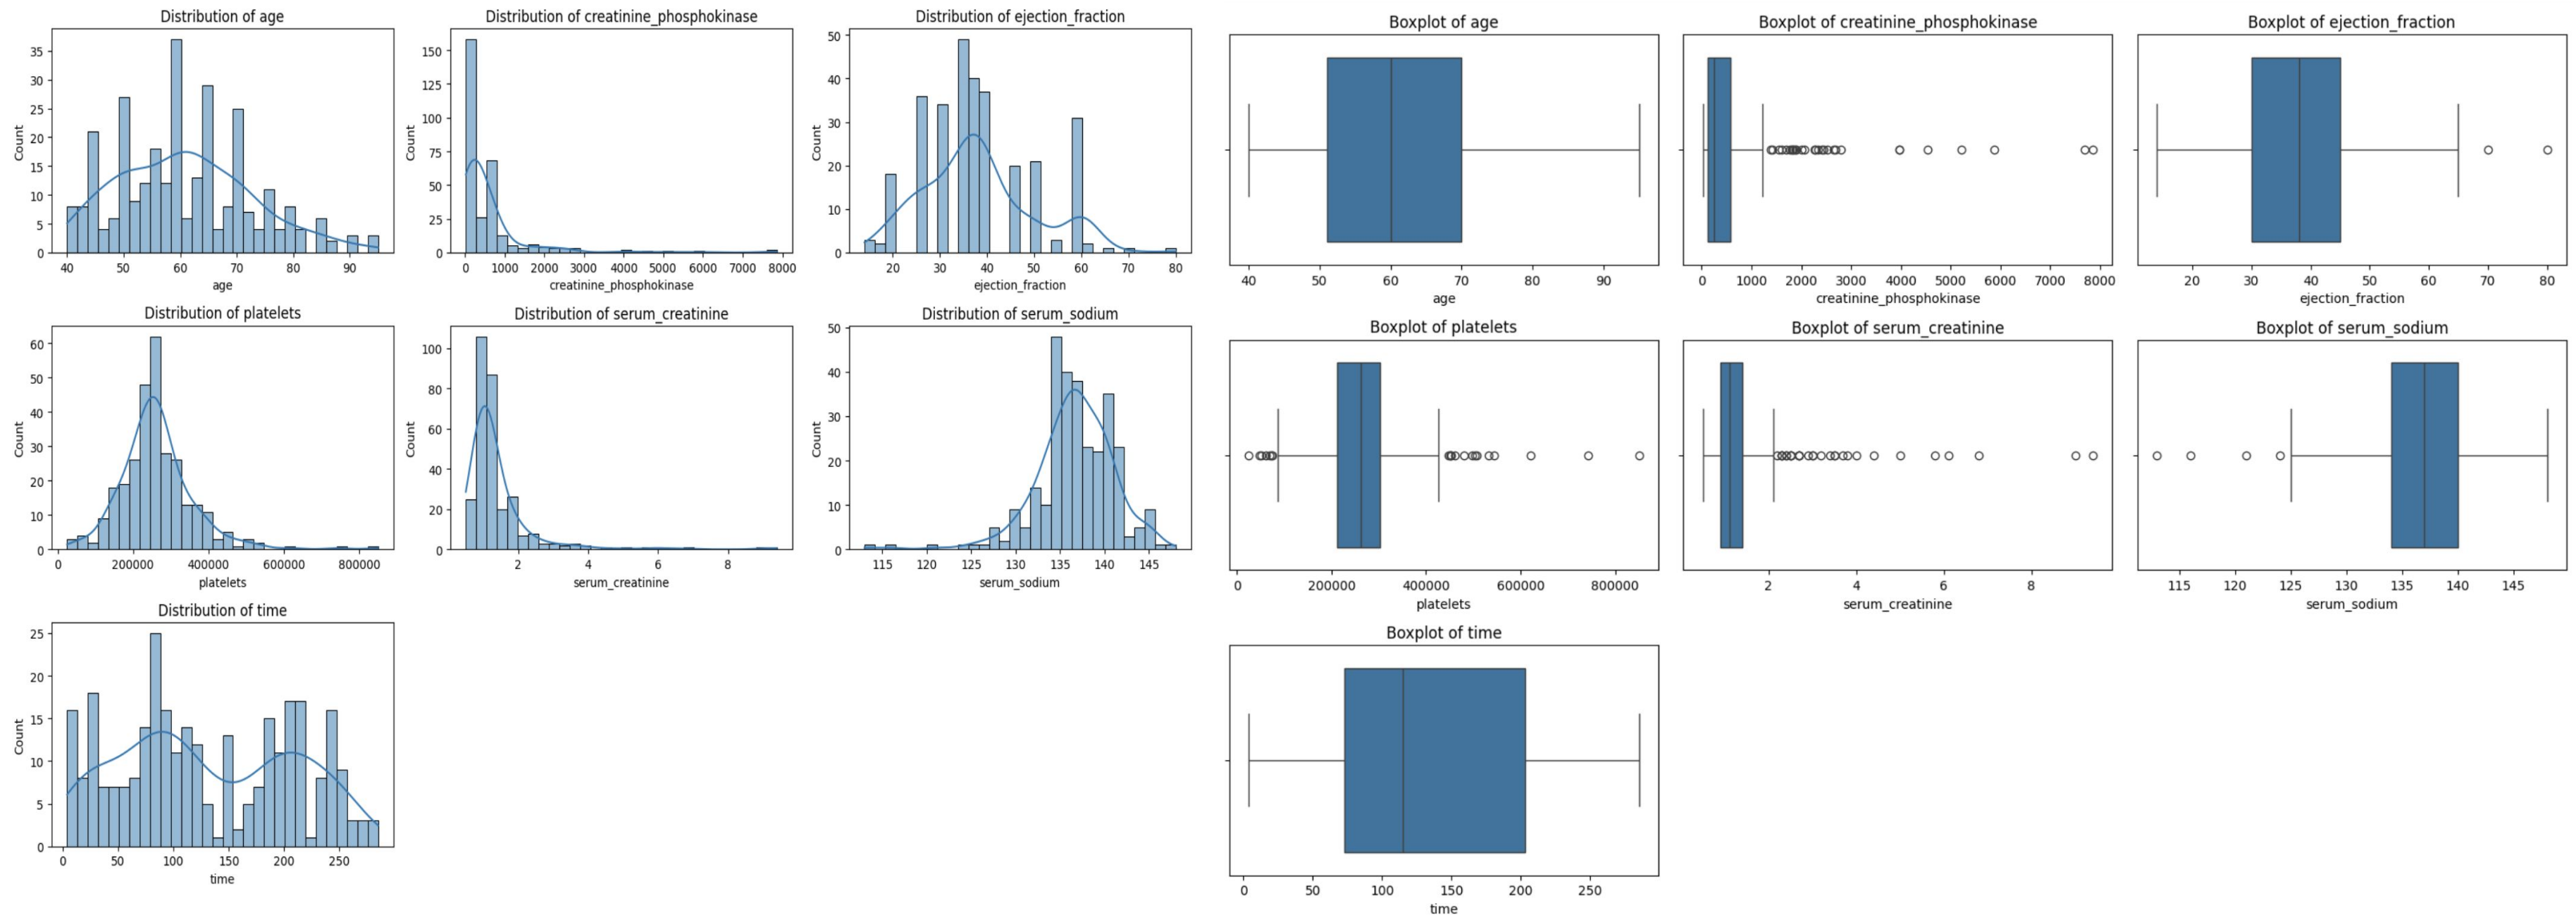 Distribution of age
Count
35
30
25
20
15
10
5
0
40 50 60 70 80 90
age
Distribution of creatinine_phosphokinase
Count
150
125
100
75
50
25
0
0 1000 2000 3000 4000 5000 6000 7000 8000
creatinine_phosphokinase
Distribution of ejection_fraction
Count
50
40
30
20
10
0
20 30 40 50 60 70 80
ejection_fraction
Boxplot of age
40 50 60 70 80 90
age
Boxplot of creatinine_phosphokinase
0 1000 2000 3000 4000 5000 6000 7000 8000
creatinine_phosphokinase
Boxplot of ejection_fraction
20 30 40 50 60 70 80
ejection_fraction
Distribution of platelets
Count
60
50
40
30
20
10
0
0 200000 400000 600000 800000
platelets
Distribution of serum_creatinine
Count
100
80
60
40
20
0
2 4 6 8
serum_creatinine
Distribution of serum_sodium
Count
50
40
30
20
10
0
115 120 125 130 135 140 145
serum_sodium
Boxplot of platelets
0 200000 400000 600000 800000
platelets
Boxplot of serum_creatinine
2 4 6 8
serum_creatinine
Boxplot of serum_sodium
115 120 125 130 135 140 145
serum_sodium
Distribution of time
Count
25
20
15
10
5
0
0 50 100 150 200 250
time
Boxplot of time
0 50 100 150 200 250
time